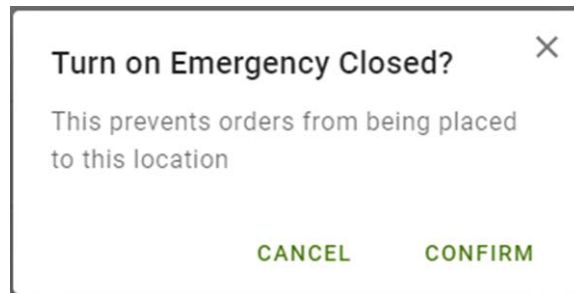 Turn on Emergency Closed?
This prevents orders from being placed
to this location
CANCEL CONFIRM